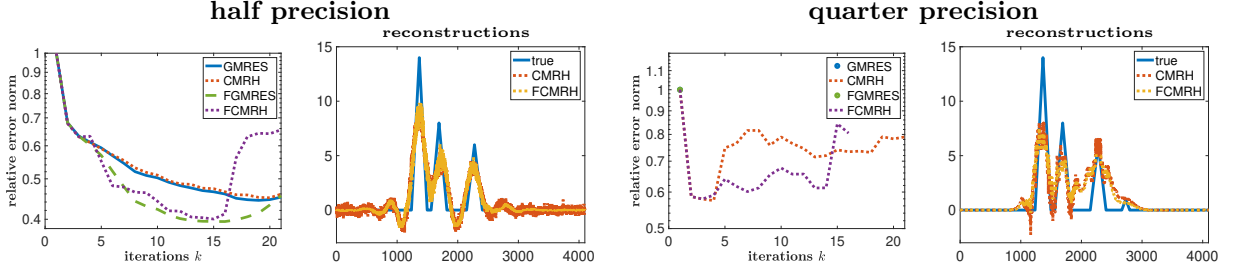 half precision
quarter precision
relative error norm
1
0.9
0.8
0.7
0.6
0.5
0.4
0
5
10
15
20
iterations k
GMRES
CMRH
FGMRES
FCMRH
reconstructions
15
10
5
0
0
1000
2000
3000
4000
true
CMRH
FCMRH
relative error norm
1.1
1
0.9
0.8
0.7
0.6
0.5
0
5
10
15
20
iterations k
GMRES
CMRH
FGMRES
FCMRH
reconstructions
15
10
5
0
0
1000
2000
3000
4000
true
CMRH
FCMRH